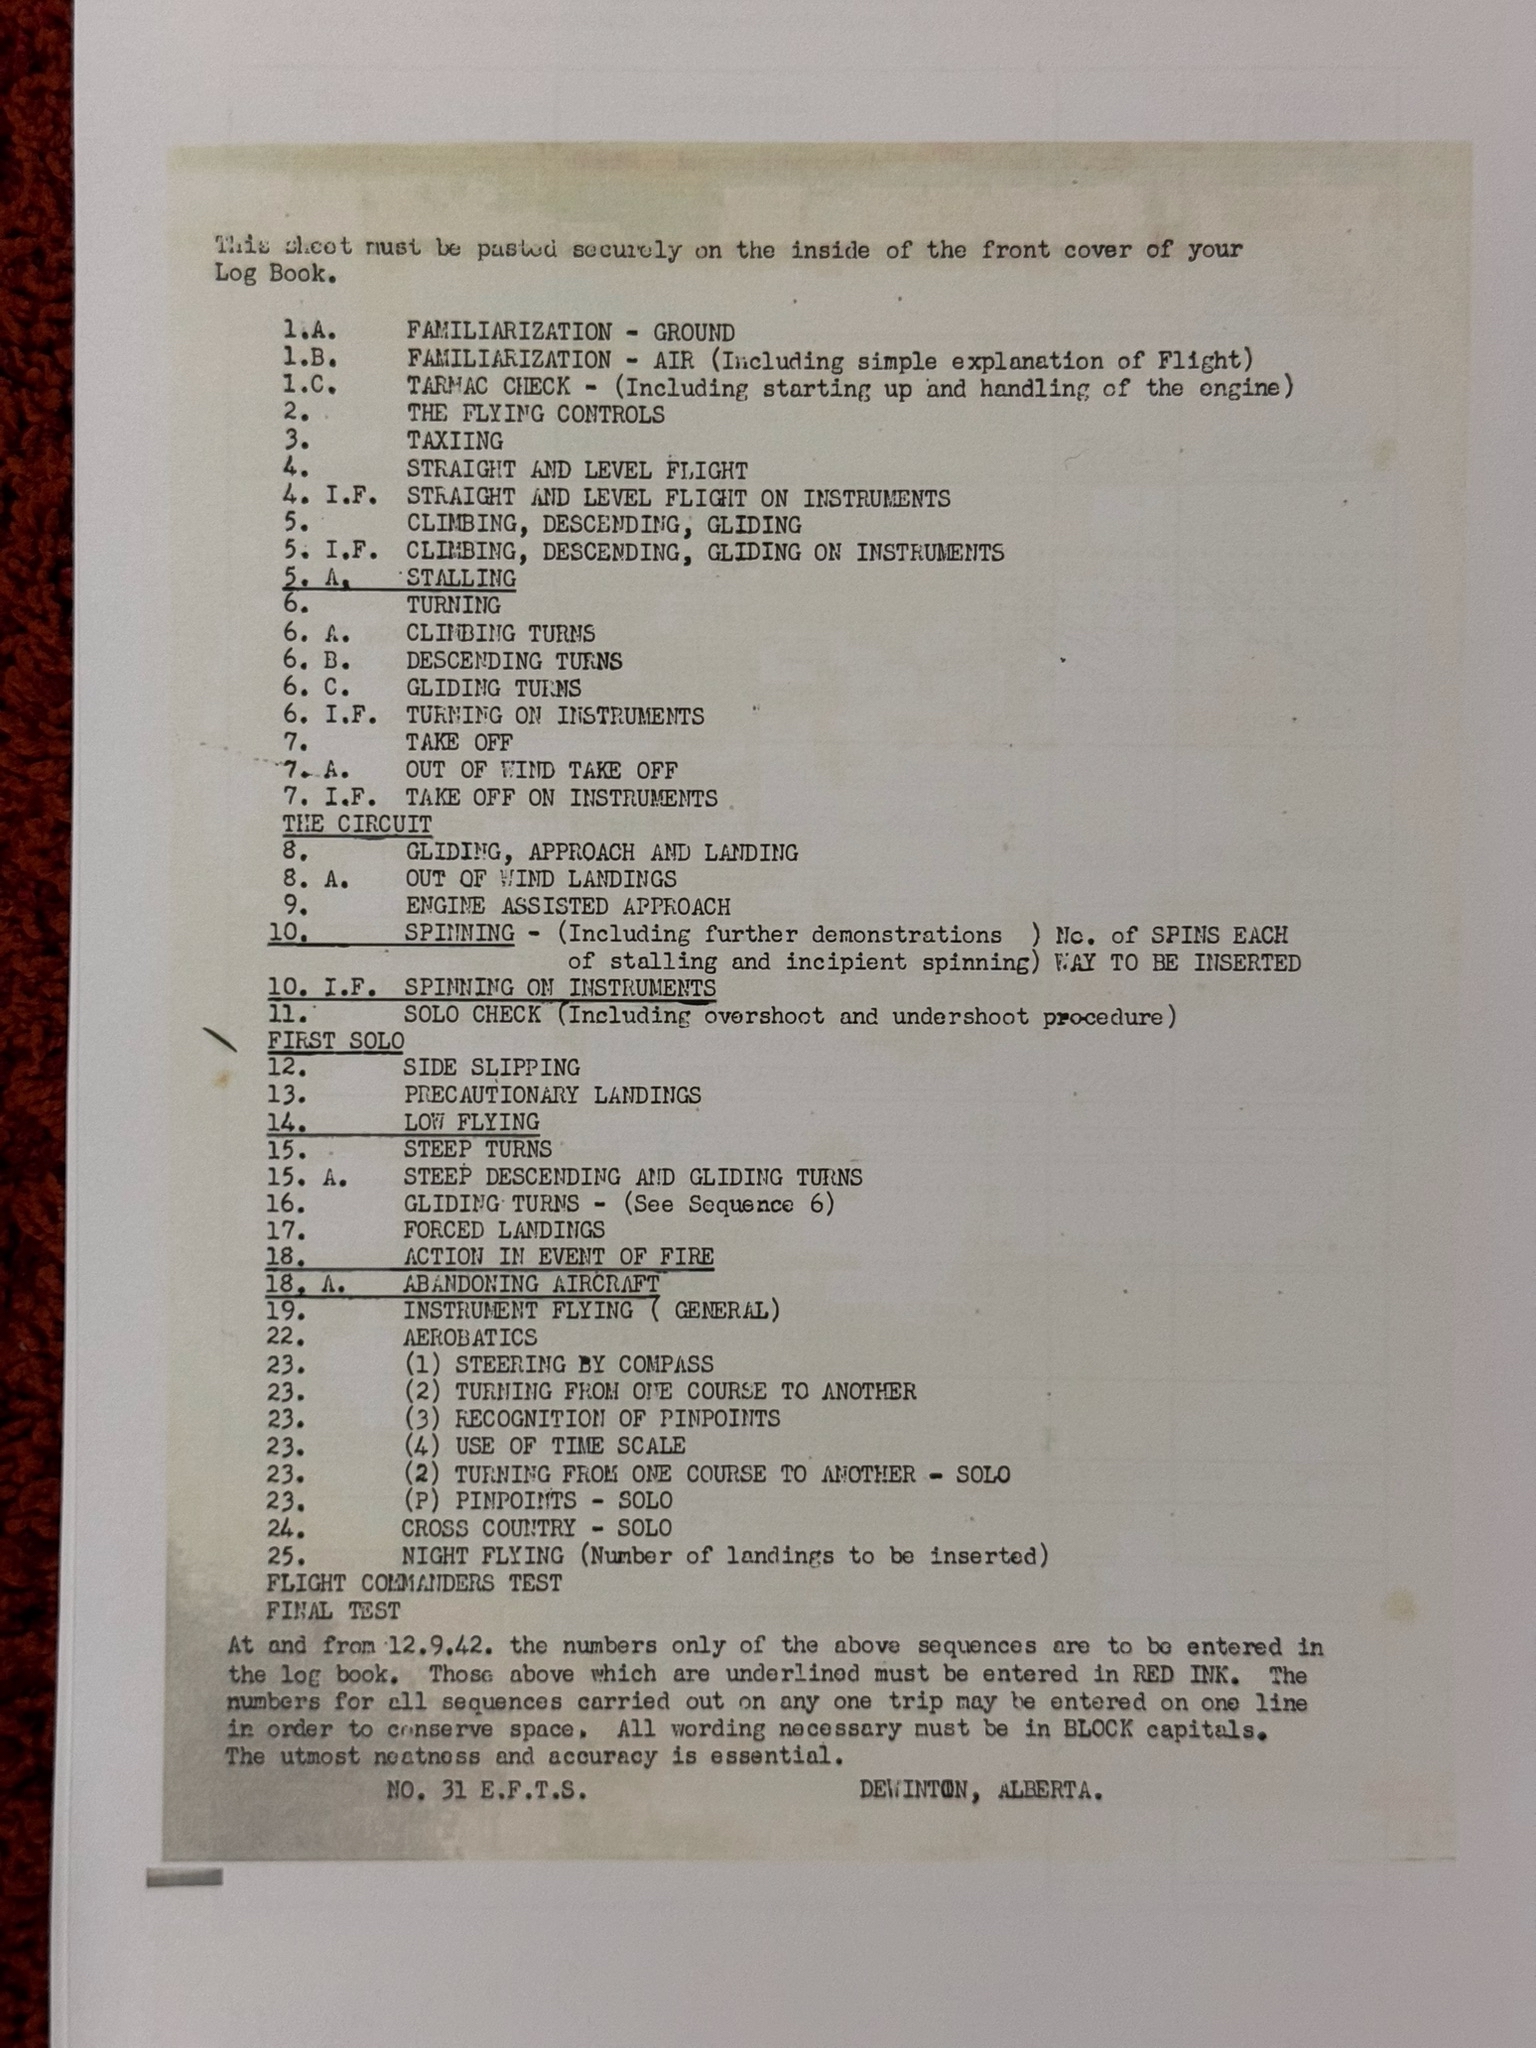 This sheet must be pasted securely on the inside of the front cover of your
Log Book.
1.A. FAMILIARIZATION - GROUND
1.B. FAMILIARIZATION - AIR (Including simple explanation of Flight)
1.C. TARMAC CHECK - (Including starting up and handling of the engine)
2. THE FLYING CONTROLS
3. TAXIING
4. STRAIGHT AND LEVEL FLIGHT
4. I.F. STRAIGHT AND LEVEL FLIGHT ON INSTRUMENTS
5. CLIMBING, DESCENDING, GLIDING
5. I.F. CLIMBING, DESCENDING, GLIDING ON INSTRUMENTS
5. A. STALLING
6. TURNING
6. A. CLIMBING TURNS
6. B. DESCENDING TURNS
6. C. GLIDING TURNS
6. I.F. TURNING ON INSTRUMENTS
7. TAKE OFF
7. A. OUT OF WIND TAKE OFF
7. I.F. TAKE OFF ON INSTRUMENTS
THE CIRCUIT
8. GLIDING, APPROACH AND LANDING
8. A. OUT OF WIND LANDINGS
9. ENGINE ASSISTED APPROACH
10. SPINNING - (Including further demonstrations ) No. of SPINS EACH
of stalling and incipient spinning) WAY TO BE INSERTED
10. I.F. SPINNING ON INSTRUMENTS
11. SOLO CHECK (Including overshoot and undershoot procedure)
FIRST SOLO
12. SIDE SLIPPING
13. PRECAUTIONARY LANDINGS
14. LOW FLYING
15. STEEP TURNS
15. A. STEEP DESCENDING AND GLIDING TURNS
16. GLIDING TURNS - (See Sequence 6)
17. FORCED LANDINGS
18. ACTION IN EVENT OF FIRE
18. A. ABANDONING AIRCRAFT
19. INSTRUMENT FLYING ( GENERAL)
22. AEROBATICS
23. (1) STEERING BY COMPASS
23. (2) TURNING FROM ONE COURSE TO ANOTHER
23. (3) RECOGNITION OF PINPOINTS
23. (4) USE OF TIME SCALE
23. (2) TURNING FROM ONE COURSE TO ANOTHER - SOLO
23. (P) PINPOINTS - SOLO
24. CROSS COUNTRY - SOLO
25. NIGHT FLYING (Number of landings to be inserted)
FLIGHT COMMANDERS TEST
FINAL TEST
At and from 12.9.42. the numbers only of the above sequences are to be entered in
the log book. Those above which are underlined must be entered in RED INK. The
numbers for all sequences carried out on any one trip may be entered on one line
in order to conserve space. All wording necessary must be in BLOCK capitals.
The utmost neatness and accuracy is essential.
NO. 31 E.F.T.S. DEWINTON, ALBERTA.